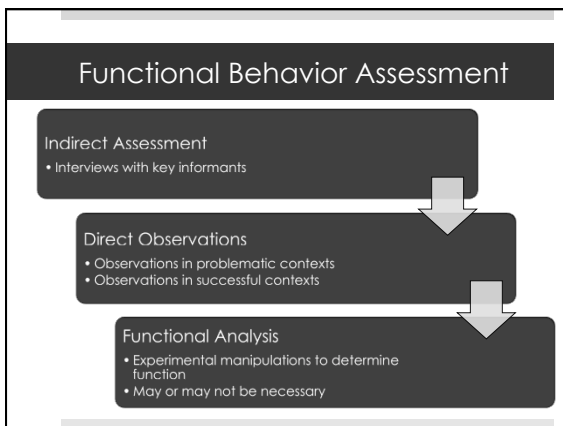 Functional Behavior Assessment
Indirect Assessment
• Interviews with key informants
Direct Observations
• Observations in problematic contexts
• Observations in successful contexts
Functional Analysis
• Experimental manipulations to determine
function
• May or may not be necessary